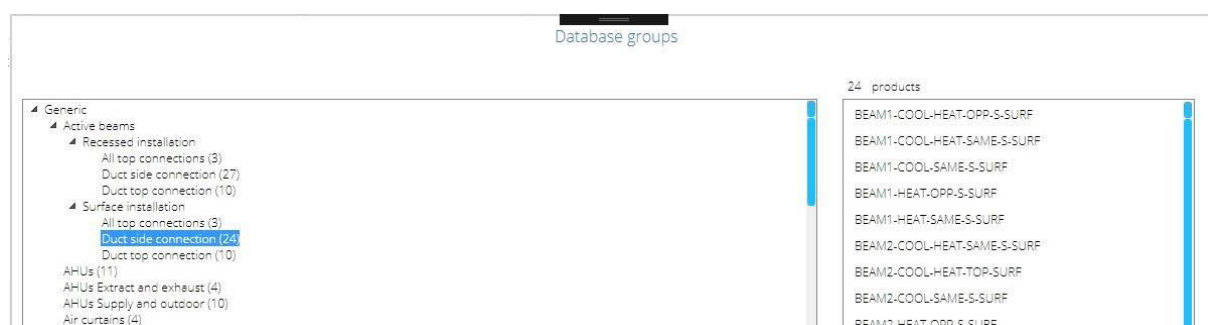 Database groups
24 products
Generic
Active beams
Recessed installation
All top connections (3)
Duct side connection (27)
Duct top connection (10)
Surface installation
All top connections (3)
Duct side connection (24)
Duct top connection (10)
AHUs (11)
AHUs Extract and exhaust (4)
AHUs Supply and outdoor (10)
Air curtains (4)
BEAM1-COOL-HEAT-OPP-S-SURF
BEAM1-COOL-HEAT-SAME-S-SURF
BEAM1-COOL-SAME-S-SURF
BEAM1-HEAT-OPP-S-SURF
BEAM1-HEAT-SAME-S-SURF
BEAM2-COOL-HEAT-SAME-S-SURF
BEAM2-COOL-HEAT-TOP-SURF
BEAM2-COOL-SAME-S-SURF
BEAM2-HEAT-OPP-S-SURF